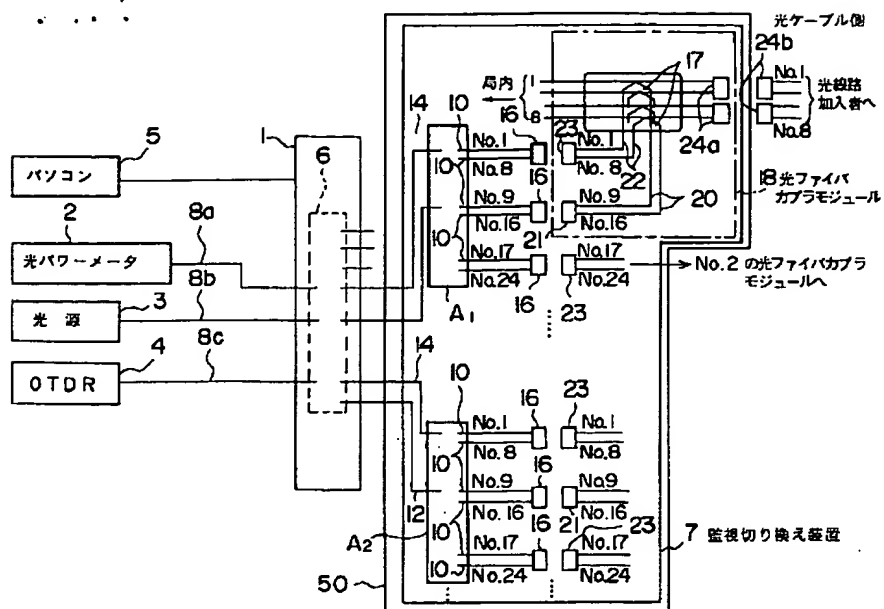 光ケーブル側
24b
17
No.1
局内
1
8
光線路
加入者へ
No.8
24a
14
10
16
23
No.1
No.8
22
1
5
パソコン
6
2
光パワーメータ
8a
8b
3
光源
8c
4
OTDR
No.1
No.8
10
16
No.9
No.16
10
16
No.17
No.24
A1
No.9
No.16
20
21
18 光ファイバ
カプラモジュール
No.17
No.24
23
No.2 の光ファイバカプラ
モジュールへ
14
10
16
23
No.1
No.8
No.1
No.8
10
16
No.9
No.16
No.9
No.16
21
23
12
10
16
No.17
No.24
No.17
No.24
10
A2
50
7 監視切り換え装置